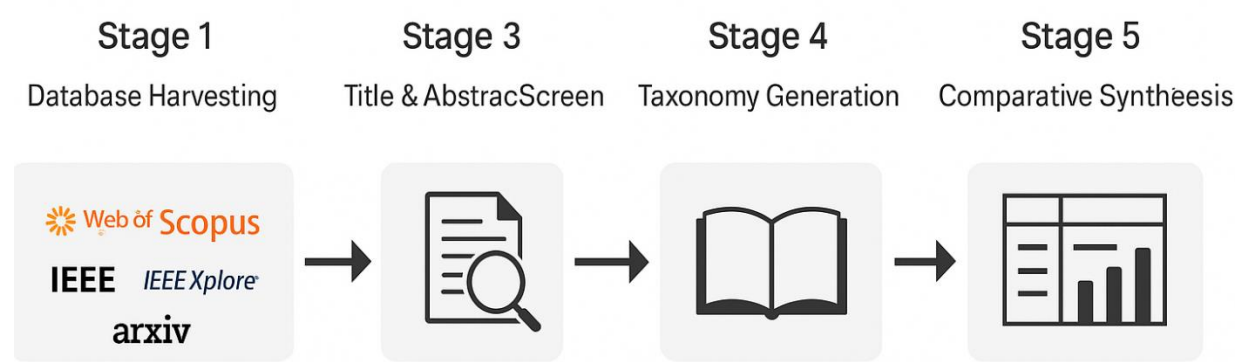 Stage 1
Database Harvesting
Stage 3
Title & AbstracScreen
Stage 4
Taxonomy Generation
Stage 5
Comparative Syntheesis
Web of Scopus
IEEE IEEE Xplore
arxiv